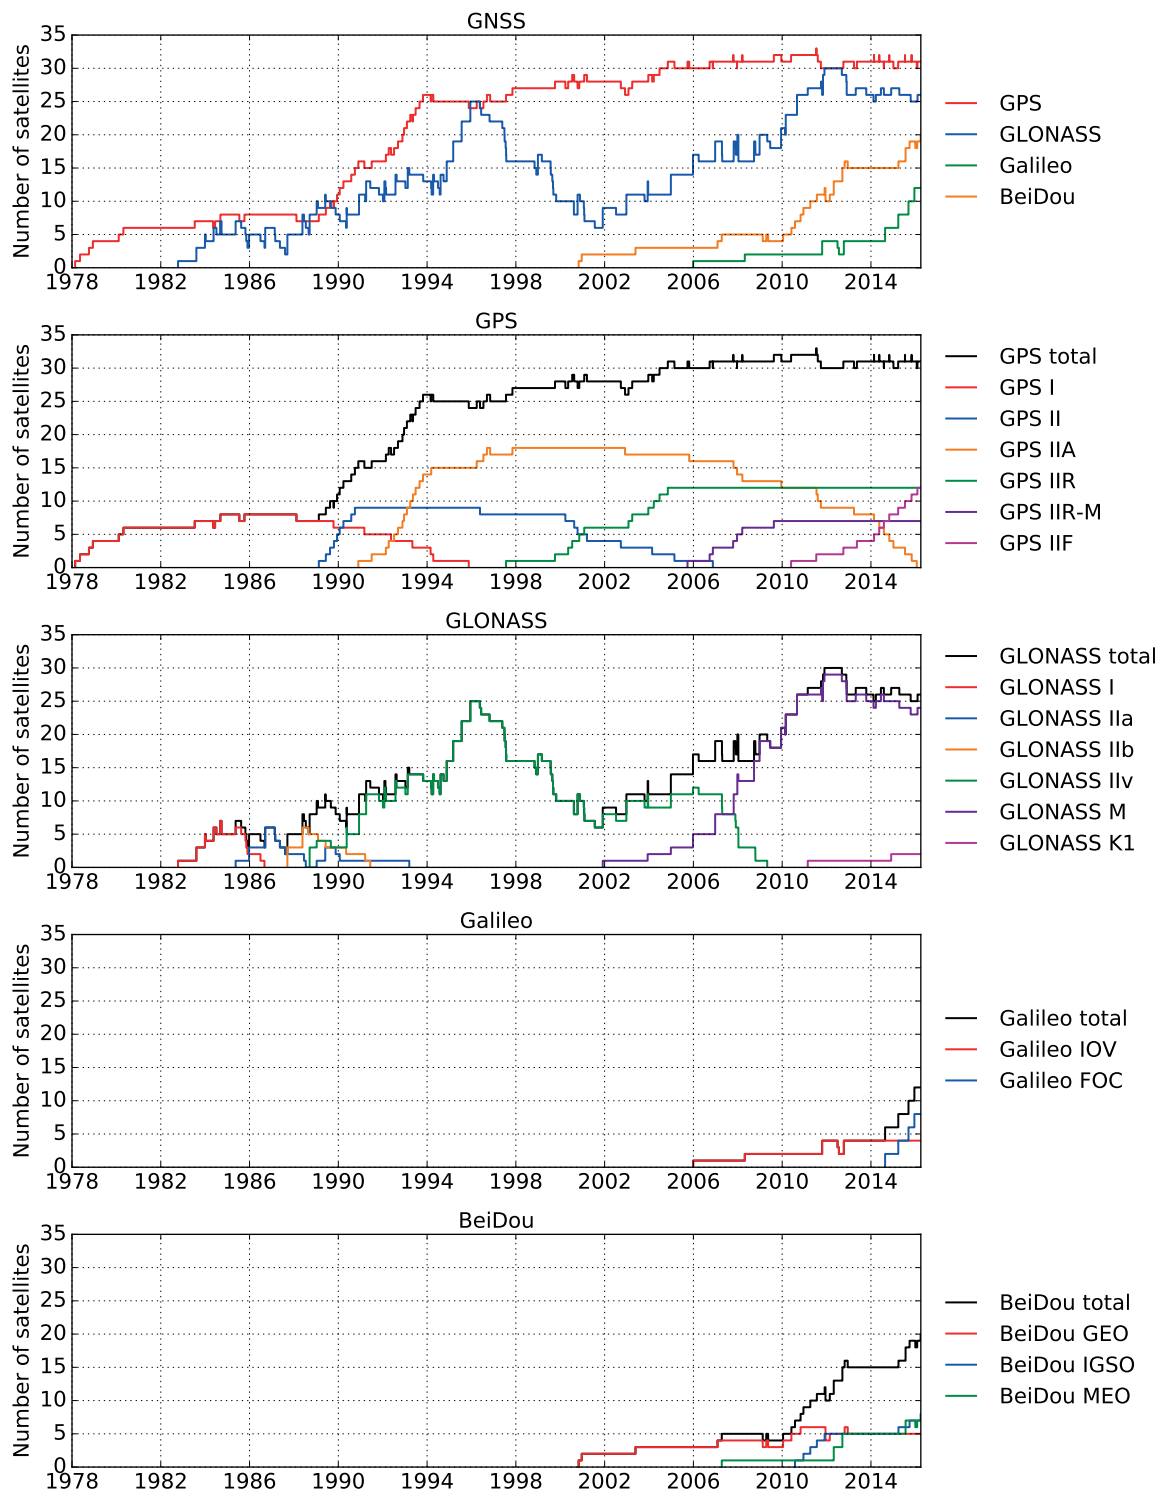 GNSS
Number of satellites
35
30
25
20
15
10
5
0
1978 1982 1986 1990 1994 1998 2002 2006 2010 2014
GPS
GLONASS
Galileo
BeiDou
GPS
Number of satellites
35
30
25
20
15
10
5
0
1978 1982 1986 1990 1994 1998 2002 2006 2010 2014
GPS total
GPS I
GPS II
GPS IIA
GPS IIR
GPS IIR-M
GPS IIF
GLONASS
Number of satellites
35
30
25
20
15
10
5
0
1978 1982 1986 1990 1994 1998 2002 2006 2010 2014
GLONASS total
GLONASS I
GLONASS IIa
GLONASS IIb
GLONASS IIv
GLONASS M
GLONASS K1
Galileo
Number of satellites
35
30
25
20
15
10
5
0
1978 1982 1986 1990 1994 1998 2002 2006 2010 2014
Galileo total
Galileo IOV
Galileo FOC
BeiDou
Number of satellites
35
30
25
20
15
10
5
0
1978 1982 1986 1990 1994 1998 2002 2006 2010 2014
BeiDou total
BeiDou GEO
BeiDou IGSO
BeiDou MEO